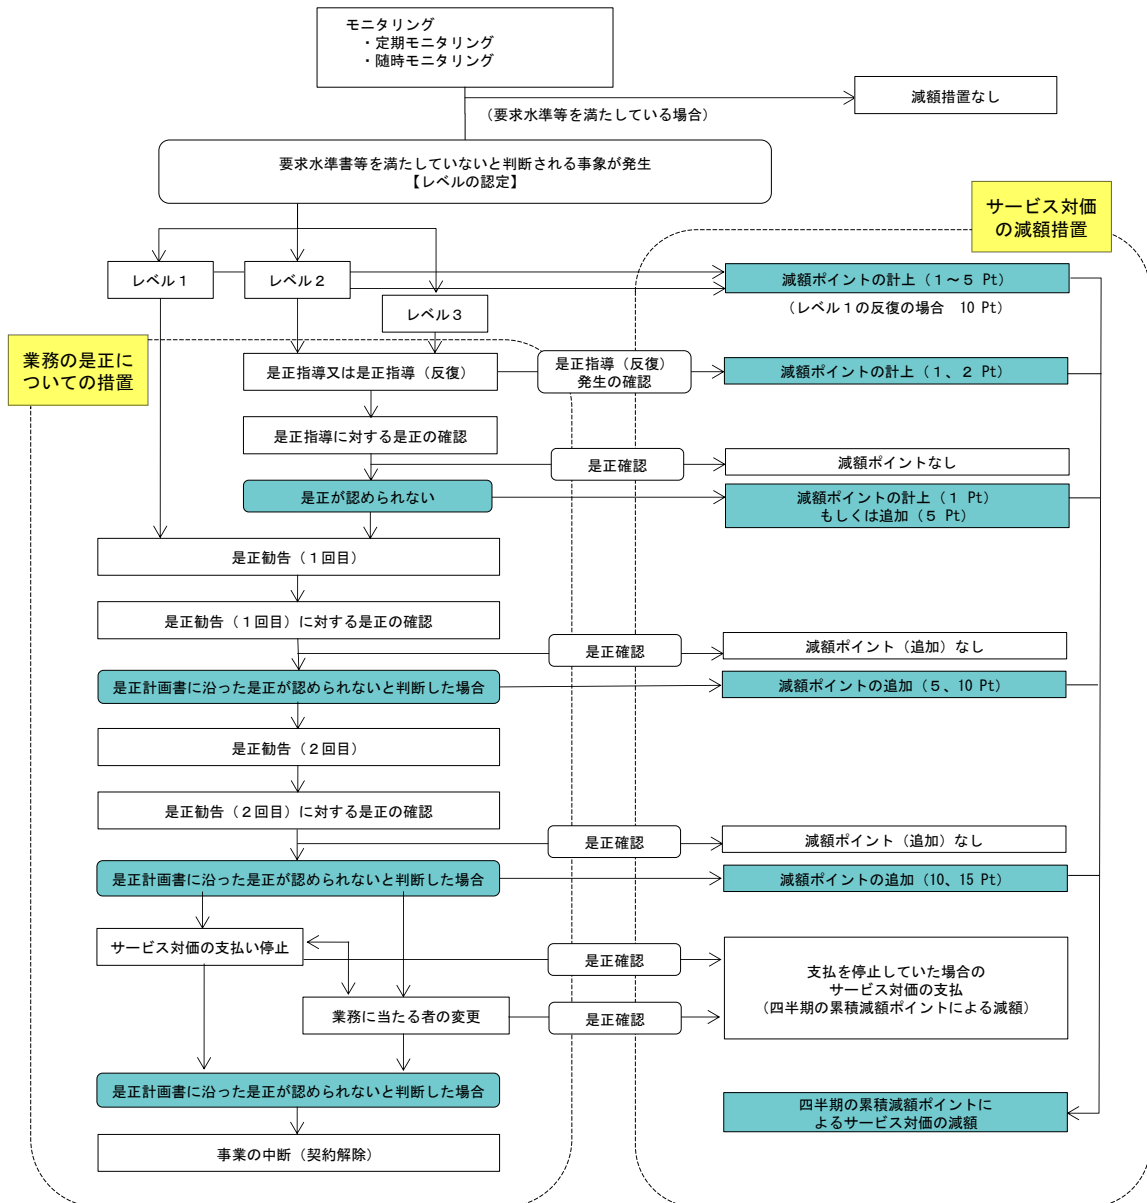 モニタリング
・定期モニタリング
・随時モニタリング
減額措置なし
（要求水準等を満たしている場合）
要求水準書等を満たしていないと判断される事象が発生
【レベルの認定】
サービス対価
の減額措置
レベル１
レベル２
減額ポイントの計上（１～５ Pt）
（レベル１の反復の場合 10 Pt）
レベル３
業務の是正に
ついての措置
是正指導又は是正指導（反復）
是正指導（反復）
発生の確認
減額ポイントの計上（１、２ Pt）
是正指導に対する是正の確認
是正確認
減額ポイントなし
是正が認められない
減額ポイントの計上（１ Pt）
もしくは追加（５ Pt）
是正勧告（１回目）
是正勧告（１回目）に対する是正の確認
是正確認
減額ポイント（追加）なし
是正計画書に沿った是正が認められないと判断した場合
減額ポイントの追加（５、10 Pt）
是正勧告（２回目）
是正勧告（２回目）に対する是正の確認
是正確認
減額ポイント（追加）なし
是正計画書に沿った是正が認められないと判断した場合
減額ポイントの追加（10、15 Pt）
サービス対価の支払い停止
是正確認
支払を停止していた場合の
サービス対価の支払
（四半期の累積減額ポイントによる減額）
業務に当たる者の変更
是正確認
是正計画書に沿った是正が認められないと判断した場合
四半期の累積減額ポイントに
よるサービス対価の減額
事業の中断（契約解除）